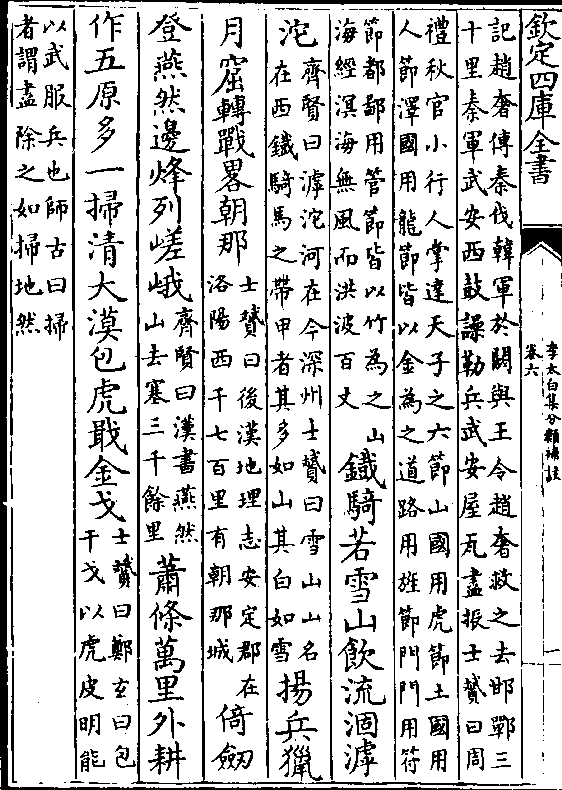 欽定四庫全書
李太白集分類補註
卷六
記趙奢傳秦伐韓軍於閼與王令趙奢救之去邯鄲三
十里秦軍武安西鼓譟勒兵武安屋瓦盡振士贇曰周
禮秋官小行人掌達天子之六節山國用虎節土國用
人節澤國用龍節皆以金為之道路用旌節門門用符
節都鄙用管節皆以竹為之山
海經溟海無風而洪波百丈
鐵騎若雪山飲流涸滹
沱
齊賢曰滹沱河在今深州士贇曰雪山山名
在西鐵騎馬之帶甲者其多如山其白如雪
揚兵獵
月窟轉戰畧朝那
士贇曰後漢地理志安定郡在
洛陽西千七百里有朝那城
倚劒
登燕然邊烽列嵯峨
齊賢曰漢書燕然
山去塞三千餘里
蕭條萬里外耕
作五原多一掃清大漠包虎戢金戈
士贇曰鄭玄曰包
干戈以虎皮明能
以武服兵也師古曰掃
者謂盡除之如掃地然